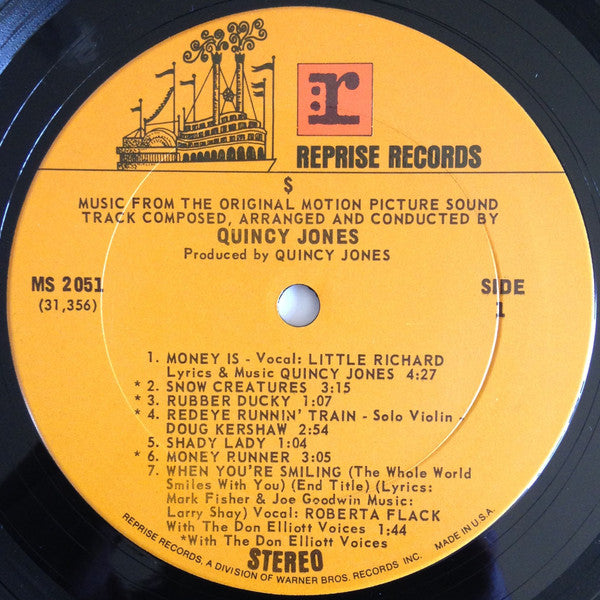 :r
REPRISE RECORDS
$
MUSIC FROM THE ORIGINAL MOTION PICTURE SOUND
TRACK COMPOSED, ARRANGED AND CONDUCTED BY
QUINCY JONES
Produced by QUINCY JONES
MS 2051
(31,356)
SIDE
1
1. MONEY IS - Vocal: LITTLE RICHARD
Lyrics & Music QUINCY JONES 4:27
* 2. SNOW CREATURES 3:15
* 3. RUBBER DUCKY 1:07
* 4. REDEYE RUNNIN' TRAIN - Solo Violin -
DOUG KERSHAW 2:54
5. SHADY LADY 1:04
* 6. MONEY RUNNER 3:05
7. WHEN YOU'RE SMILING (The Whole World
Smiles With You) (End Title) (Lyrics:
Mark Fisher & Joe Goodwin Music:
Larry Shay) Vocal: ROBERTA FLACK
With The Don Elliott Voices 1:44
*With The Don Elliott Voices
STEREO
REPRISE RECORDS, A DIVISION OF WARNER BROS. RECORDS INC. MADE IN U.S.A.